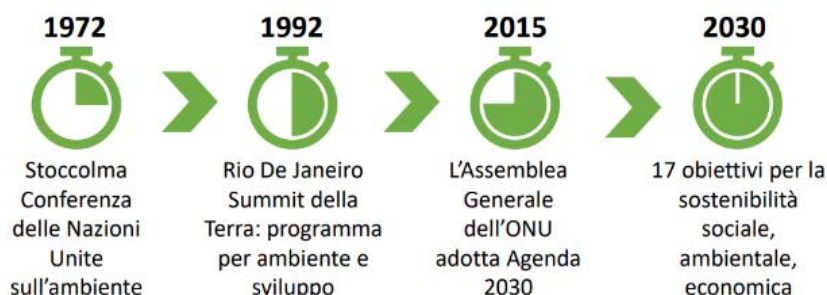 1972
Stoccolma
Conferenza
delle Nazioni
Unite
sull'ambiente
1992
Rio De Janeiro
Summit della
Terra: programma
per ambiente e
sviluppo
2015
L'Assemblea
Generale
dell'ONU
adotta Agenda
2030
2030
17 obiettivi per la
sostenibilità
sociale,
ambientale,
economica